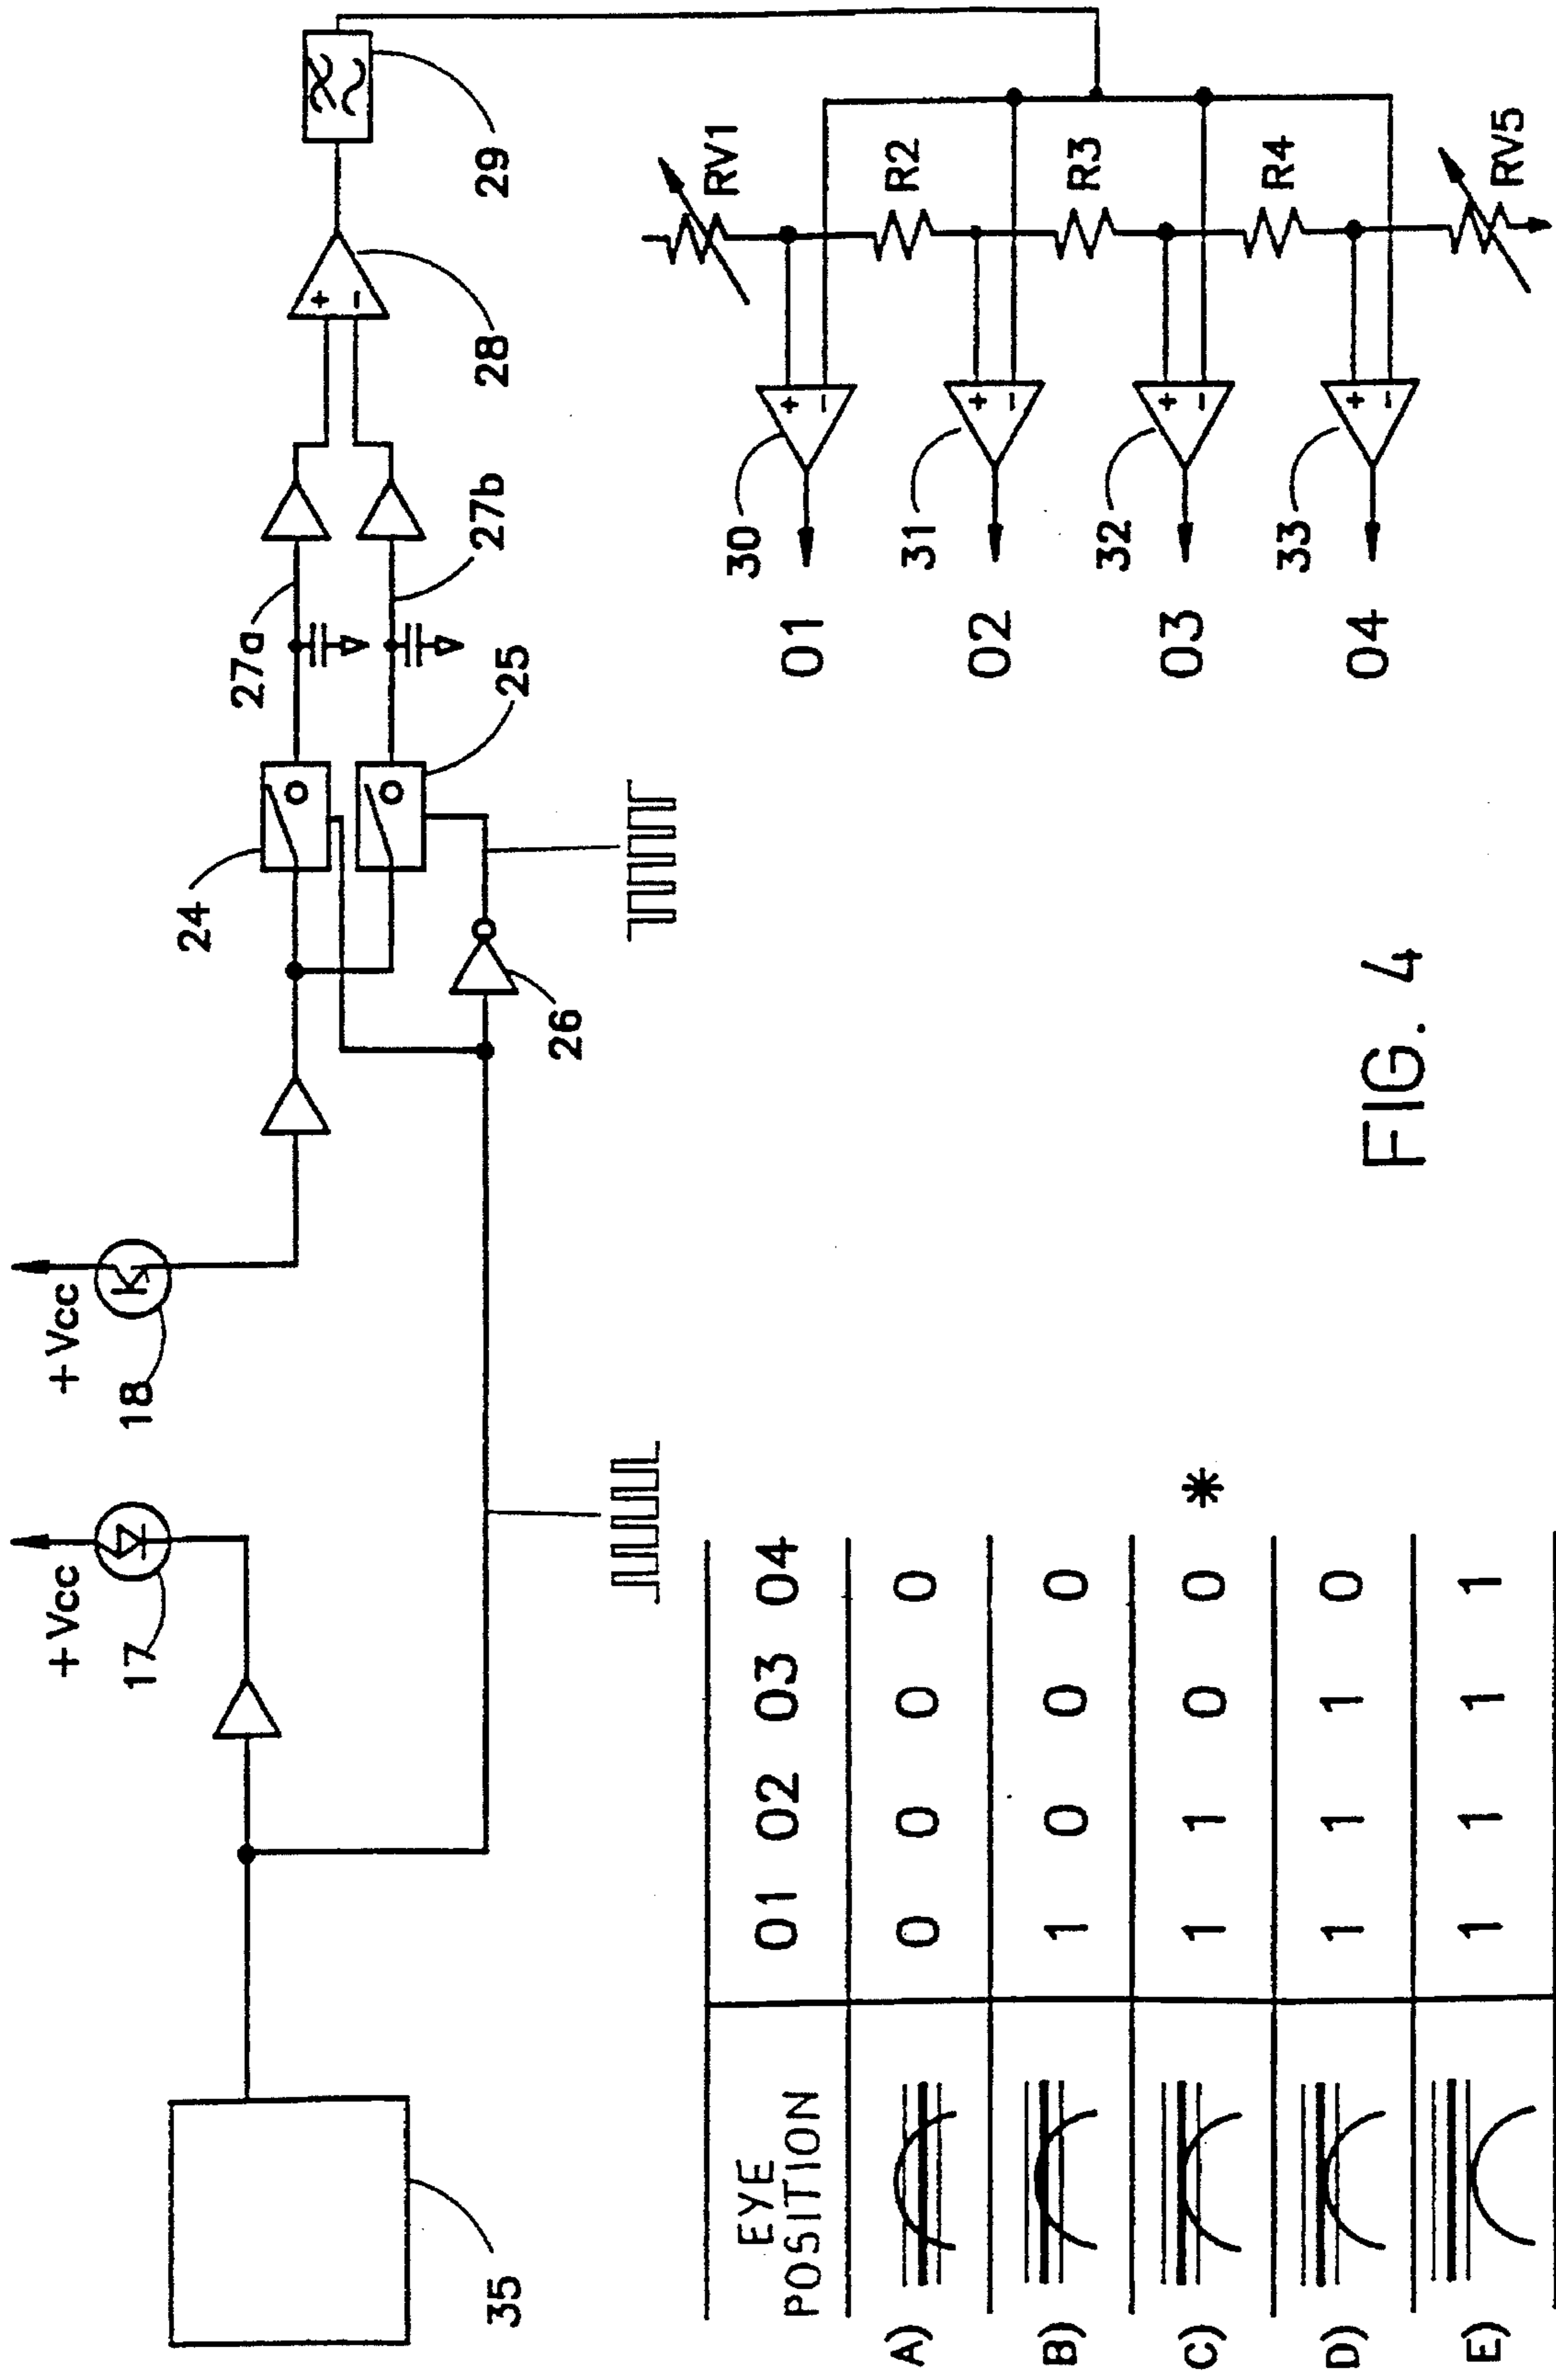 +Vcc
17
+Vcc
18
35
24
25
26
27a
27b
28
29
RV1
R2
R3
R4
RV5
+ -
+ -
+ -
+ -
+ -
30
31
32
33
01
02
03
04
EYE POSITION 01 02 03 04
A) 0 0 0 0
B) 1 0 0 0
C) 1 1 0 0 *
D) 1 1 1 0
E) 1 1 1 1
FIG. 4